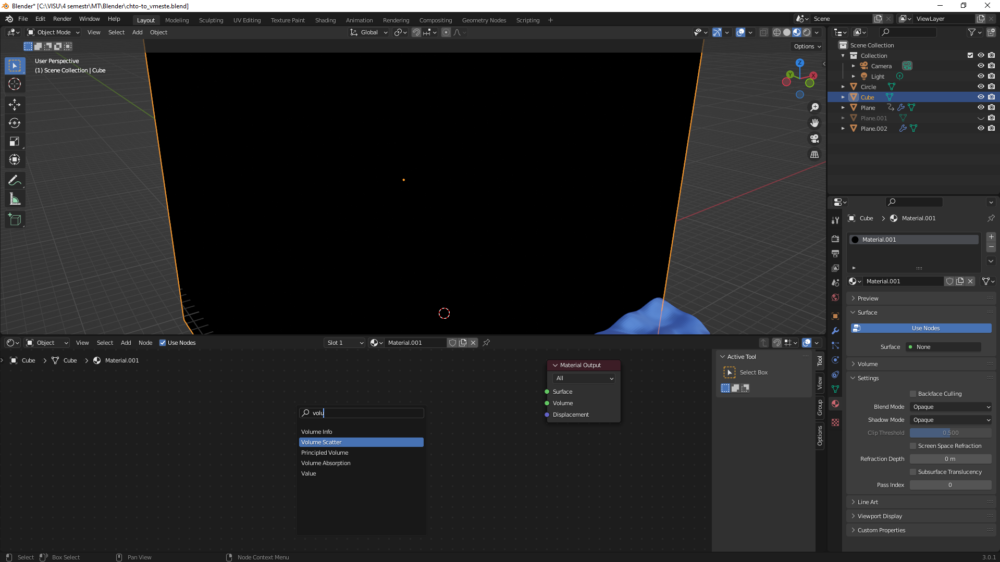 Blender* [C:\VISU\4 semestr\MT\Blender\chto-to_vmeste.blend]
File Edit Render Window Help
Layout Modeling Sculpting UV Editing Texture Paint Shading Animation Rendering Compositing Geometry Nodes Scripting +
Scene
ViewLayer
Object Mode View Select Add Object
Global
Options
User Perspective
(1) Scene Collection | Cube
Z
Y
X
Scene Collection
Collection
Camera
Light
Circle
Cube
Plane
Plane.001
Plane.002
Cube > Material.001
Material.001
Material.001
Preview
Surface
Use Nodes
Surface None
Volume
Settings
Backface Culling
Blend Mode Opaque
Shadow Mode Opaque
Clip Threshold 0.500
Screen Space Refraction
Refraction Depth 0 m
Subsurface Translucency
Pass Index 0
Line Art
Viewport Display
Custom Properties
Object View Select Add Node Use Nodes
Slot 1
Material.001
Cube > Cube > Material.001
Material Output
All
Surface
Volume
Displacement
volu
Volume Info
Volume Scatter
Principled Volume
Volume Absorption
Value
Active Tool
Select Box
Tool
View
Group
Options
Select Box Select Pan View Node Context Menu
3.0.1